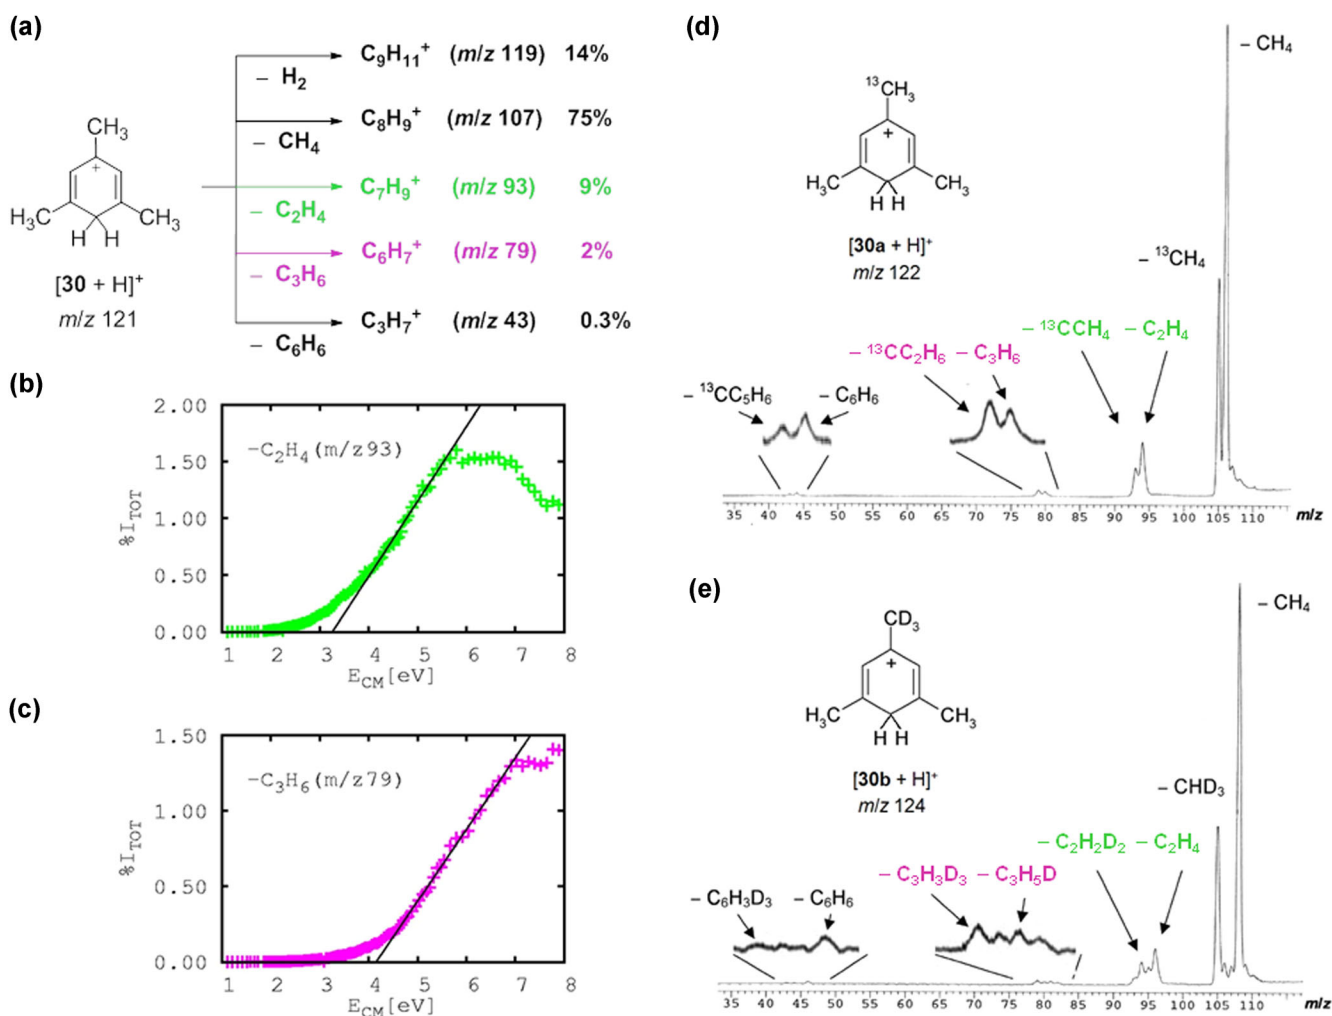 (a)
– H₂ C₉H₁₁⁺ (m/z 119) 14%
– CH₄ C₈H₉⁺ (m/z 107) 75%
– C₂H₄ C₇H₉⁺ (m/z 93) 9%
– C₃H₆ C₆H₇⁺ (m/z 79) 2%
– C₆H₆ C₃H₇⁺ (m/z 43) 0.3%
CH₃
+
H₃C CH₃
H H
[30 + H]⁺
m/z 121
(b)
2.00
1.50
1.00
0.50
0.00
%I_TOT
-C₂H₄(m/z93)
1 2 3 4 5 6 7 8
E_CM[eV]
(c)
1.50
1.00
0.50
0.00
%I_TOT
-C₃H₆(m/z79)
1 2 3 4 5 6 7 8
E_CM[eV]
(d)
– CH₄
¹³CH₃
+
H₃C CH₃
H H
[30a + H]⁺
m/z 122
– ¹³CH₄
– ¹³CCH₄ – C₂H₄
– ¹³CC₂H₆ – C₃H₆
– ¹³CC₅H₆ – C₆H₆
35 40 45 50 55 60 65 70 75 80 85 90 95 100 105 110 m/z
(e)
– CH₄
CD₃
+
H₃C CH₃
H H
[30b + H]⁺
m/z 124
– CHD₃
– C₂H₂D₂ – C₂H₄
– C₃H₃D₃ – C₃H₅D
– C₆H₃D₃ – C₆H₆
35 40 45 50 55 60 65 70 75 80 85 90 95 100 105 110 m/z